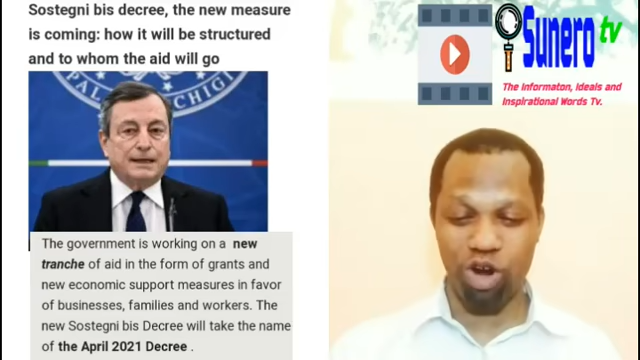 Sostegni bis decree, the new measure
is coming: how it will be structured
and to whom the aid will go
CHIGI
The government is working on a new
tranche of aid in the form of grants and
new economic support measures in favor
of businesses, families and workers. The
new Sostegni bis Decree will take the name
of the April 2021 Decree .
Sunero tv
The Informaton, Ideals and
Inspirational Words Tv.